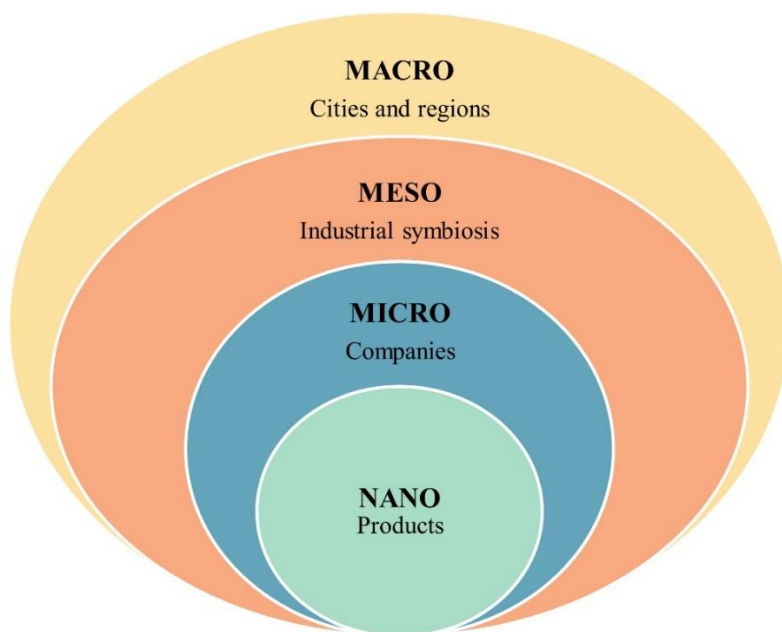 MACRO
Cities and regions
MESO
Industrial symbiosis
MICRO
Companies
NANO
Products